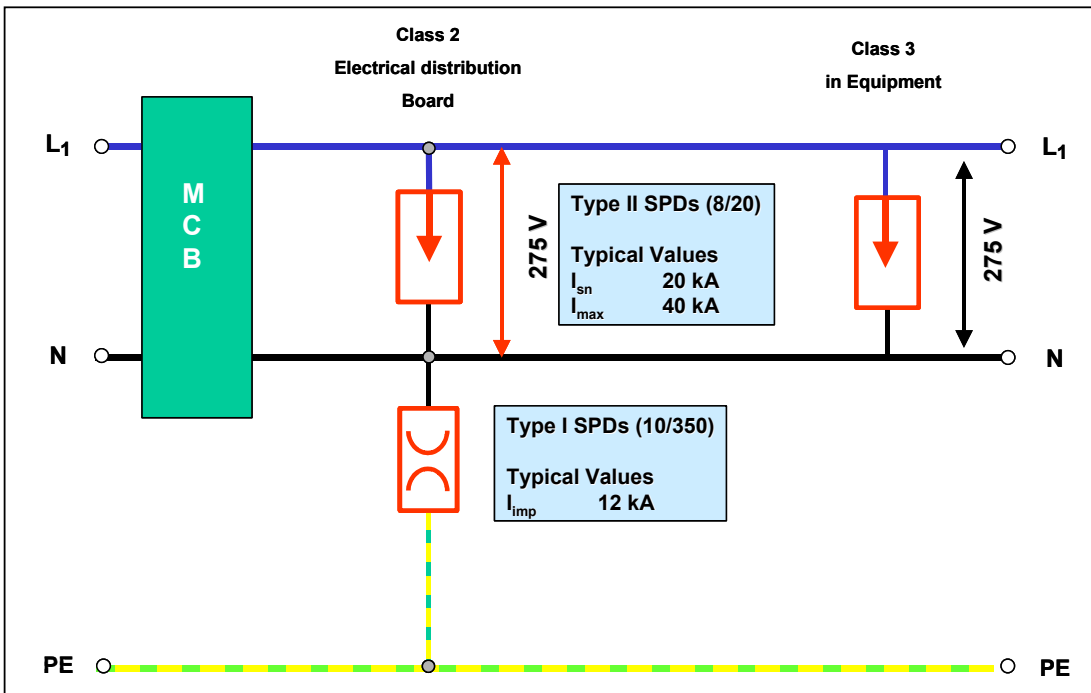 Class 2
Electrical distribution
Board
Class 3
in Equipment
L1
L1
M
C
B
275 V
Type II SPDs (8/20)
Typical Values
Isn 20 kA
Imax 40 kA
275 V
N
N
Type I SPDs (10/350)
Typical Values
Iimp 12 kA
PE
PE